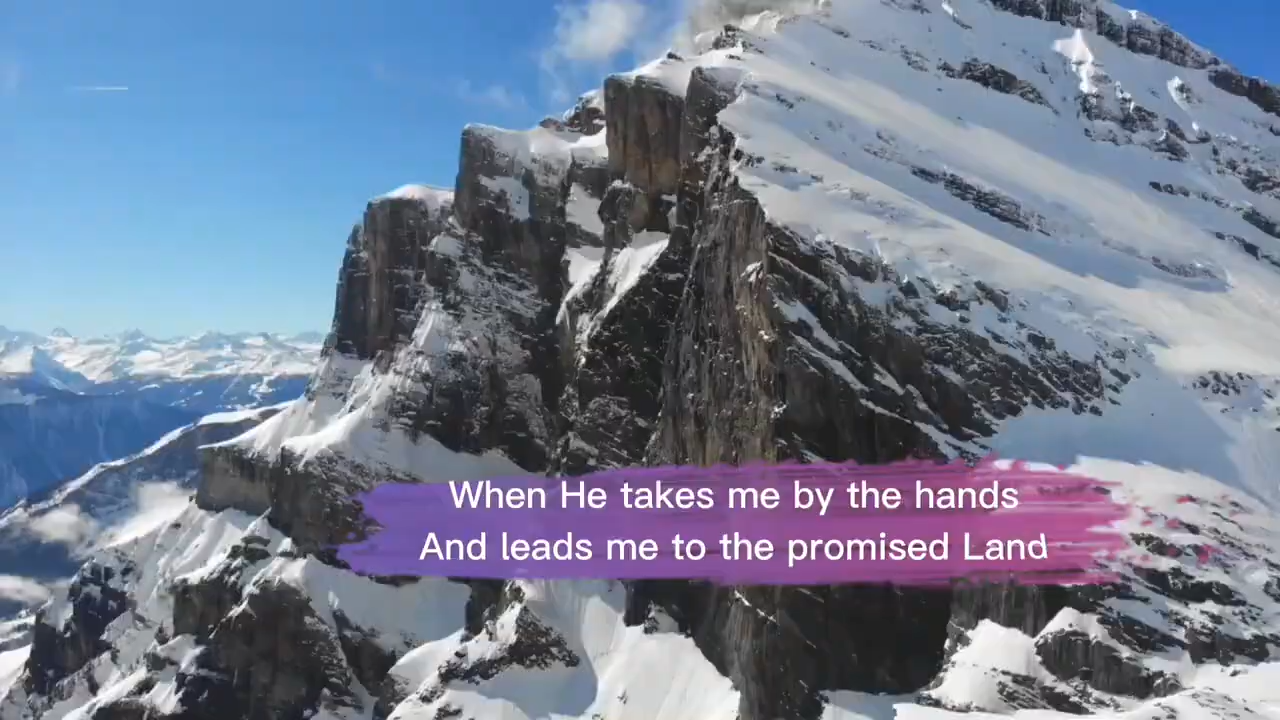 When He takes me by the hands
And leads me to the promised Land